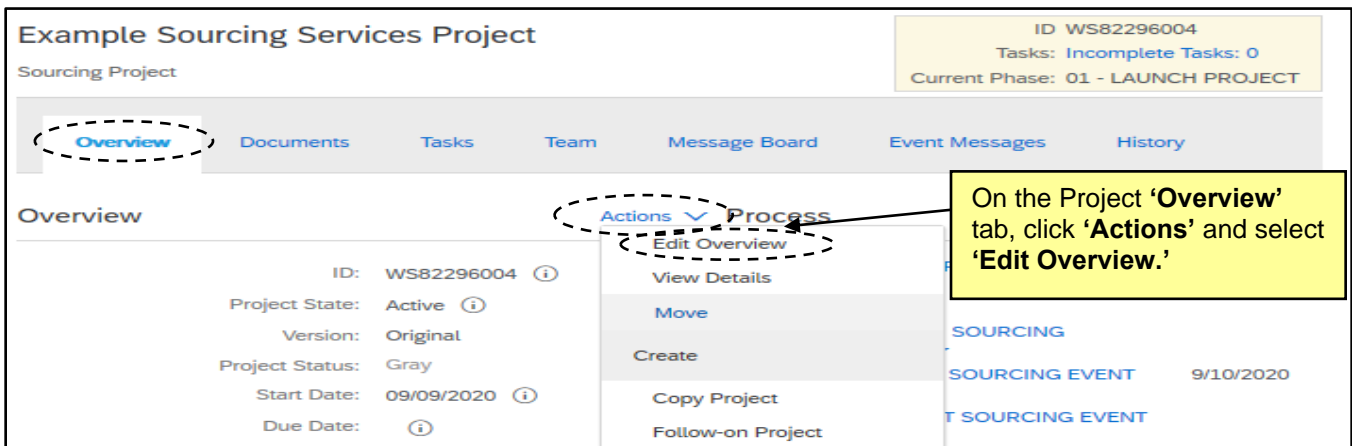 Example Sourcing Services Project
Sourcing Project
ID WS82296004
Tasks: Incomplete Tasks: 0
Current Phase: 01 - LAUNCH PROJECT
Overview Documents Tasks Team Message Board Event Messages History
Overview
Actions
Process
On the Project ‘Overview’
tab, click ‘Actions’ and select
‘Edit Overview.’
ID: WS82296004
Project State: Active
Version: Original
Project Status: Gray
Start Date: 09/09/2020
Due Date:
Edit Overview
View Details
Move
Create
Copy Project
Follow-on Project
SOURCING
SOURCING EVENT 9/10/2020
T SOURCING EVENT